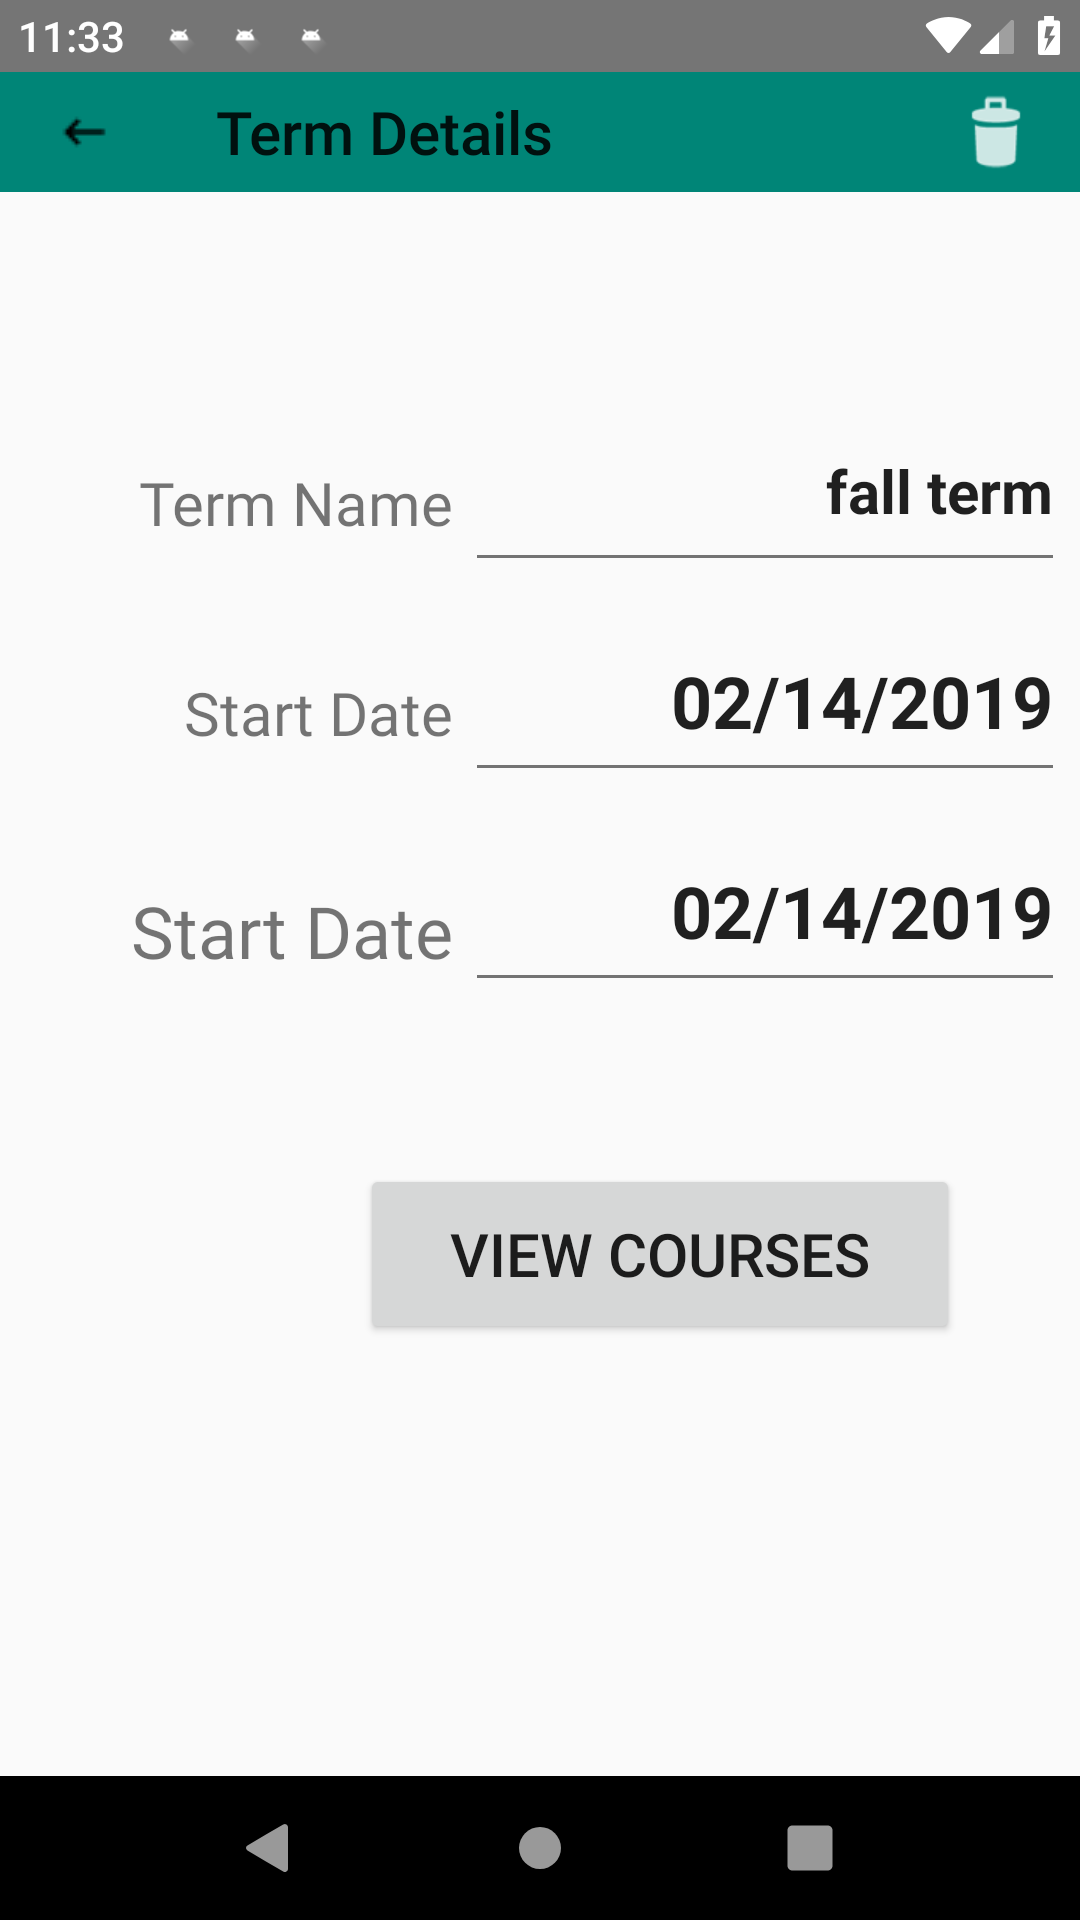 11:33
Term Details
Term Name
fall term
Start Date
02/14/2019
Start Date
02/14/2019
VIEW COURSES